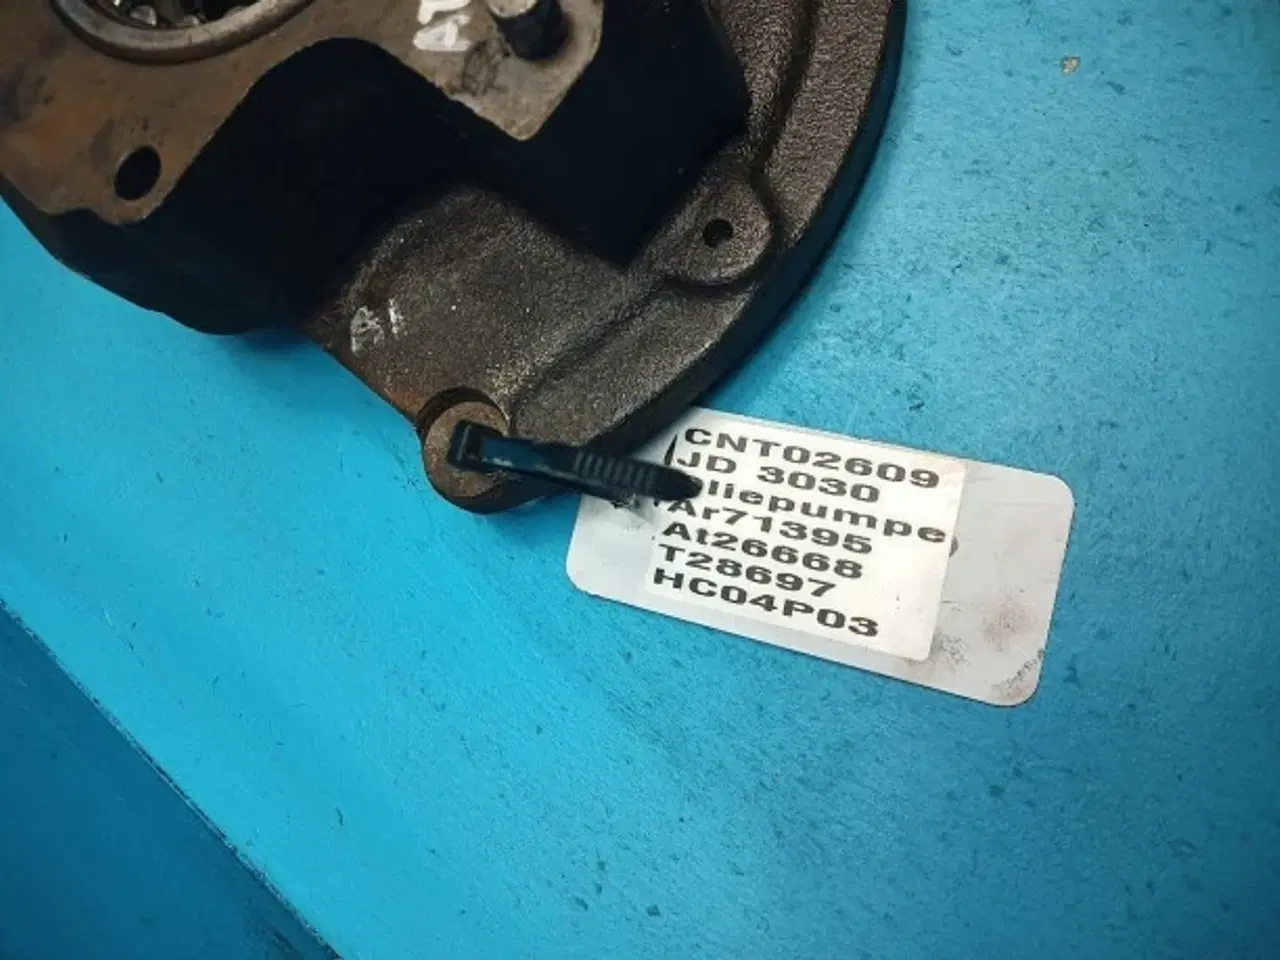 CNT02609
JD 3030
Oliepumpe
Ar71395
At26668
T28697
HC04P03